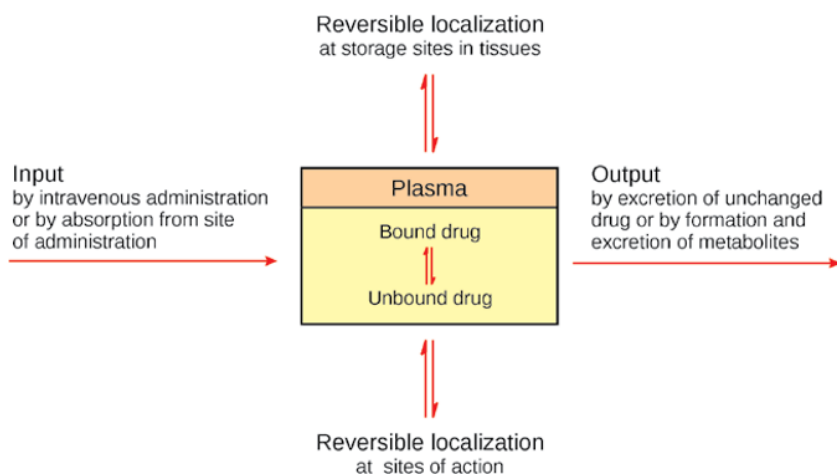 Reversible localization
at storage sites in tissues
Input
by intravenous administration
or by absorption from site
of administration
Plasma
Bound drug
Unbound drug
Output
by excretion of unchanged
drug or by formation and
excretion of metabolites
Reversible localization
at sites of action